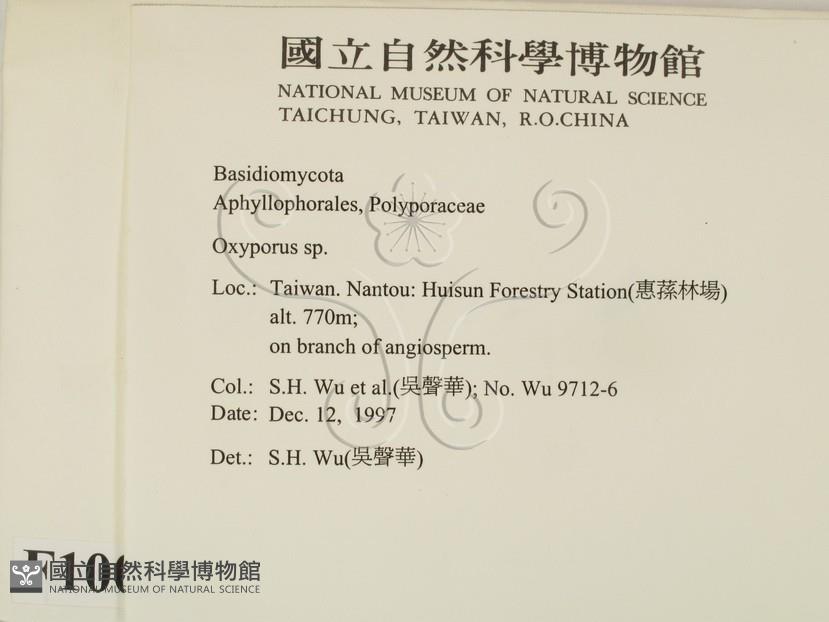 國立自然科學博物館
NATIONAL MUSEUM OF NATURAL SCIENCE
TAICHUNG, TAIWAN, R.O.CHINA
Basidiomycota
Aphyllophorales, Polyporaceae
Oxyporus sp.
Loc.: Taiwan. Nantou: Huisun Forestry Station(惠蓀林場)
alt. 770m;
on branch of angiosperm.
Col.: S.H. Wu et al.(吳聲華); No. Wu 9712-6
Date: Dec. 12, 1997
Det.: S.H. Wu(吳聲華)
國立自然科學博物館
NATIONAL MUSEUM OF NATURAL SCIENCE